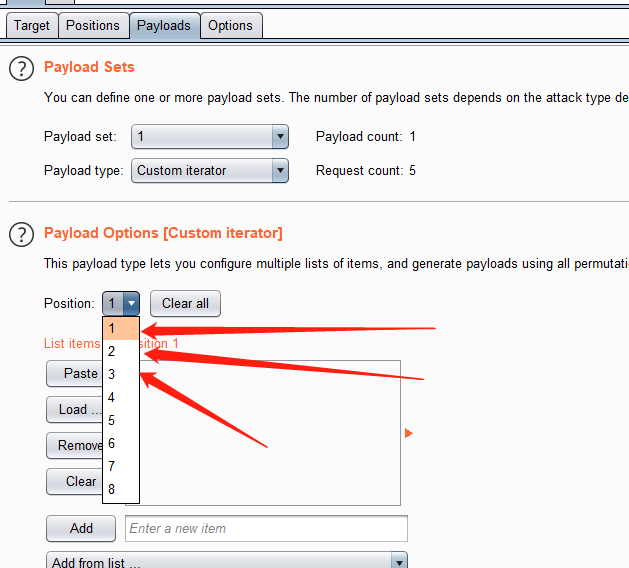 Target Positions Payloads Options
? Payload Sets
You can define one or more payload sets. The number of payload sets depends on the attack type de
Payload set: 1 Payload count: 1
Payload type: Custom iterator Request count: 5
? Payload Options [Custom iterator]
This payload type lets you configure multiple lists of items, and generate payloads using all permutati
Position: 1 Clear all
1
List items sition 1
2
Paste 3
4
Load ...
5
Remove 6
7
Clear 8
Add Enter a new item
Add from list ...